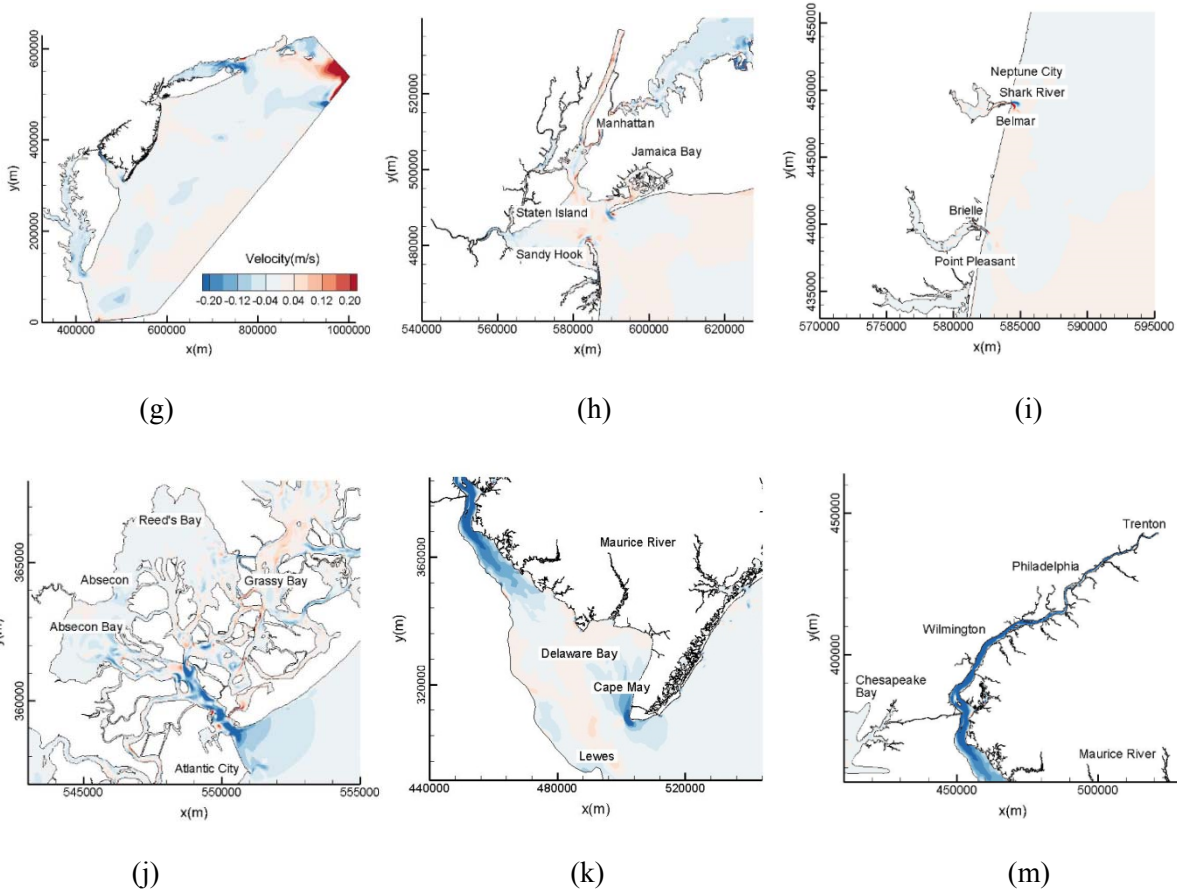 600000
400000
200000
0
y(m)
Velocity(m/s)
-0.20 -0.12 -0.04 0.04 0.12 0.20
400000 600000 800000 1000000
x(m)
(g)
520000
500000
480000
y(m)
Manhattan
Jamaica Bay
Staten Island
Sandy Hook
540000 560000 580000 600000 620000
x(m)
(h)
455000
450000
445000
440000
435000
y(m)
Neptune City
Shark River
Belmar
Brielle
Point Pleasant
570000 575000 580000 585000 590000 595000
x(m)
(i)
365000
360000
y(m)
Reed's Bay
Absecon
Grassy Bay
Absecon Bay
Atlantic City
545000 550000 555000
x(m)
(j)
360000
320000
y(m)
Maurice River
Delaware Bay
Cape May
Lewes
440000 480000 520000
x(m)
(k)
450000
400000
y(m)
Trenton
Philadelphia
Wilmington
Chesapeake
Bay
Maurice River
450000 500000
x(m)
(m)